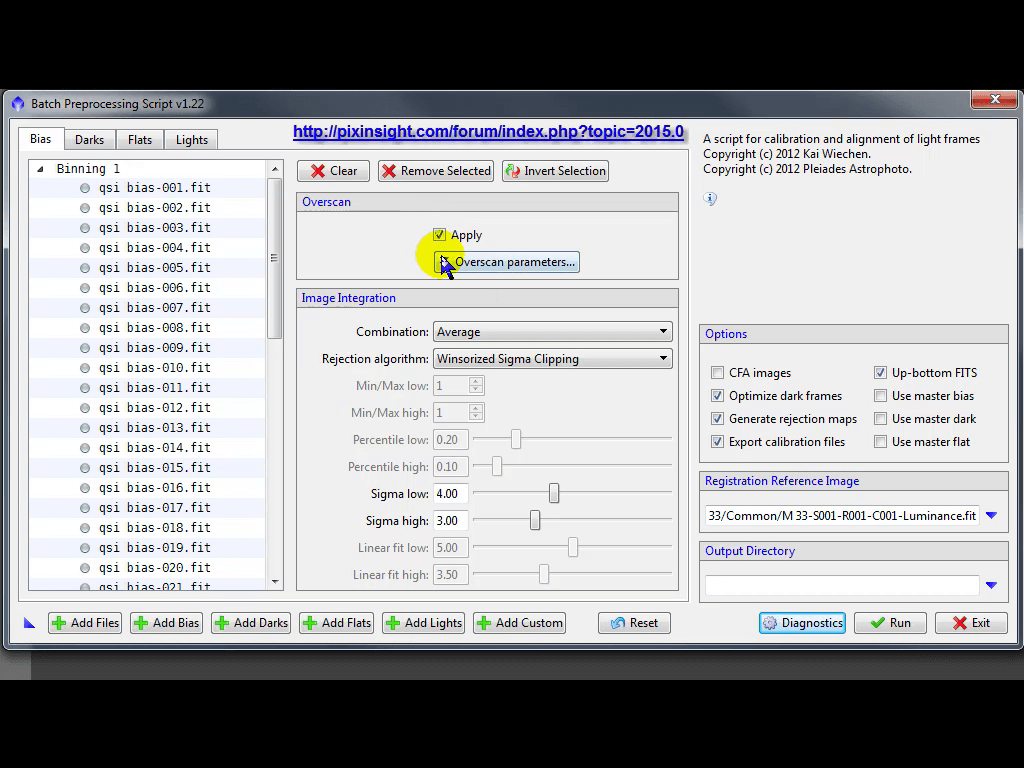 Batch Preprocessing Script v1.22
Bias
Darks
Flats
Lights
http://pixinsight.com/forum/index.php?topic=2015.0
Binning 1
qsi bias-001.fit
qsi bias-002.fit
qsi bias-003.fit
qsi bias-004.fit
qsi bias-005.fit
qsi bias-006.fit
qsi bias-007.fit
qsi bias-008.fit
qsi bias-009.fit
qsi bias-010.fit
qsi bias-011.fit
qsi bias-012.fit
qsi bias-013.fit
qsi bias-014.fit
qsi bias-015.fit
qsi bias-016.fit
qsi bias-017.fit
qsi bias-018.fit
qsi bias-019.fit
qsi bias-020.fit
qsi bias-021.fit
Clear
Remove Selected
Invert Selection
Overscan
Apply
Overscan parameters...
Image Integration
Combination: Average
Rejection algorithm: Winsorized Sigma Clipping
Min/Max low: 1
Min/Max high: 1
Percentile low: 0.20
Percentile high: 0.10
Sigma low: 4.00
Sigma high: 3.00
Linear fit low: 5.00
Linear fit high: 3.50
A script for calibration and alignment of light frames
Copyright (c) 2012 Kai Wiechen.
Copyright (c) 2012 Pleiades Astrophoto.
Options
CFA images
Up-bottom FITS
Optimize dark frames
Use master bias
Generate rejection maps
Use master dark
Export calibration files
Use master flat
Registration Reference Image
33/Common/M33-S001-R001-C001-Luminance.fit
Output Directory
Add Files
Add Bias
Add Darks
Add Flats
Add Lights
Add Custom
Reset
Diagnostics
Run
Exit